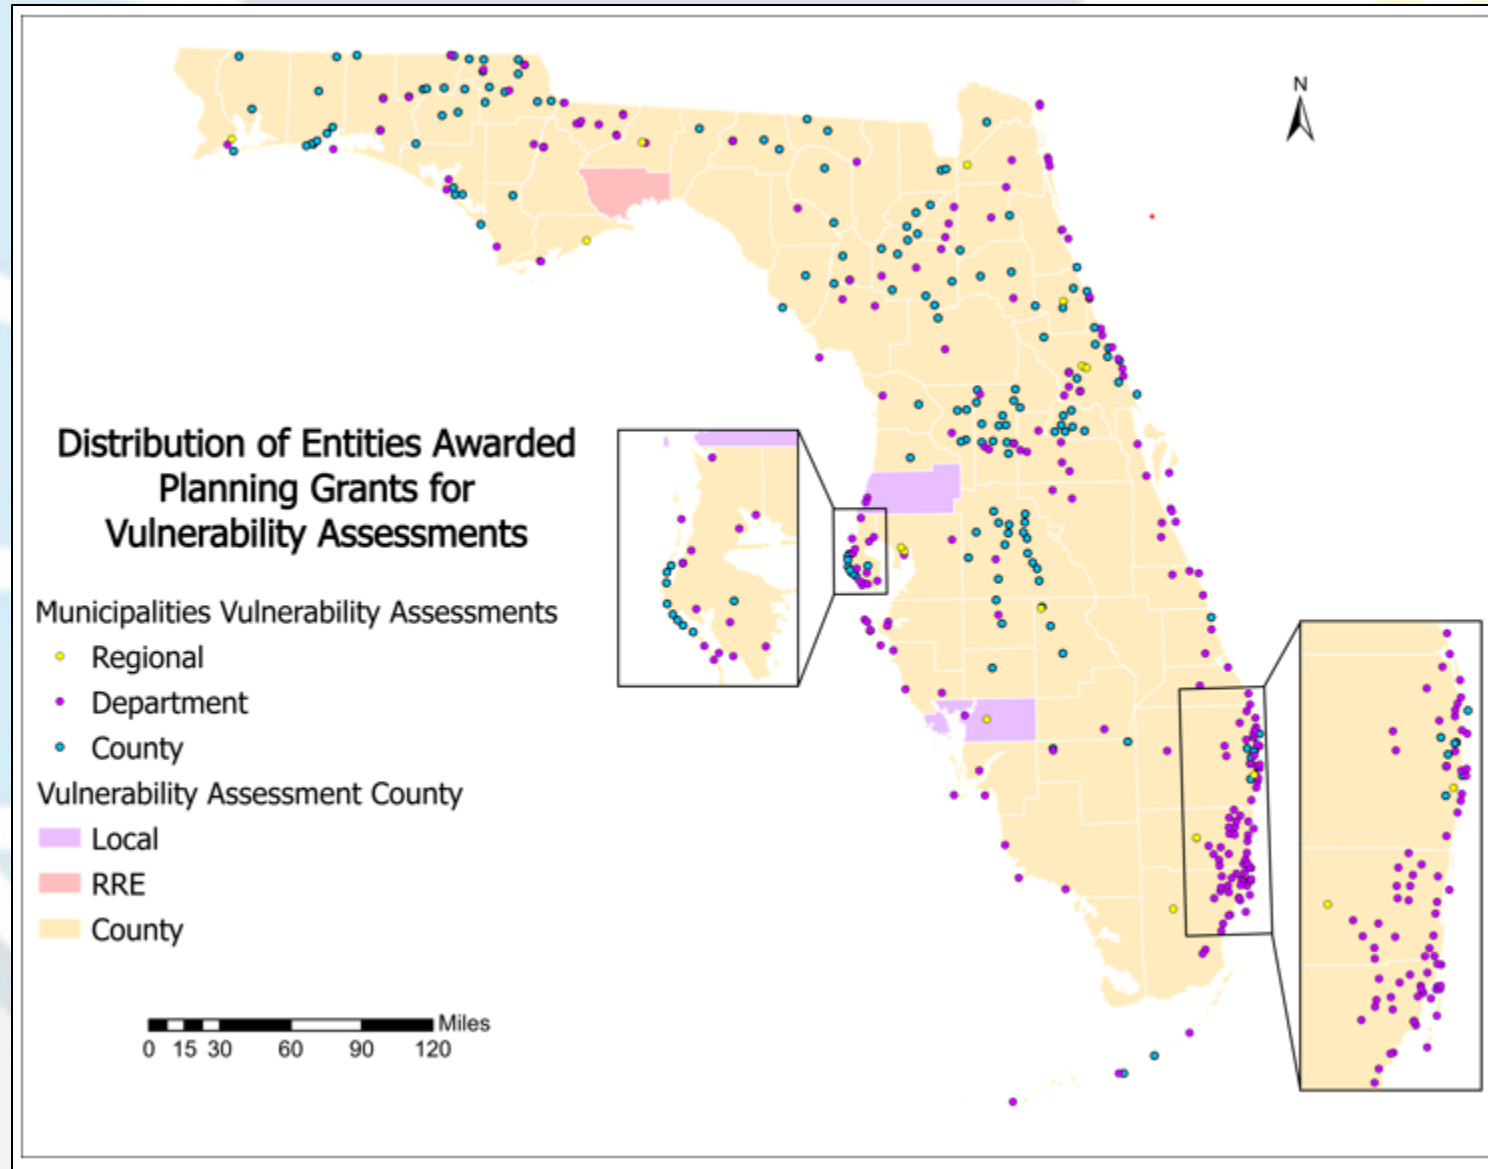 N
Distribution of Entities Awarded
Planning Grants for
Vulnerability Assessments
Municipalities Vulnerability Assessments
Regional
Department
County
Vulnerability Assessment County
Local
RRE
County
Miles
0 15 30 60 90 120